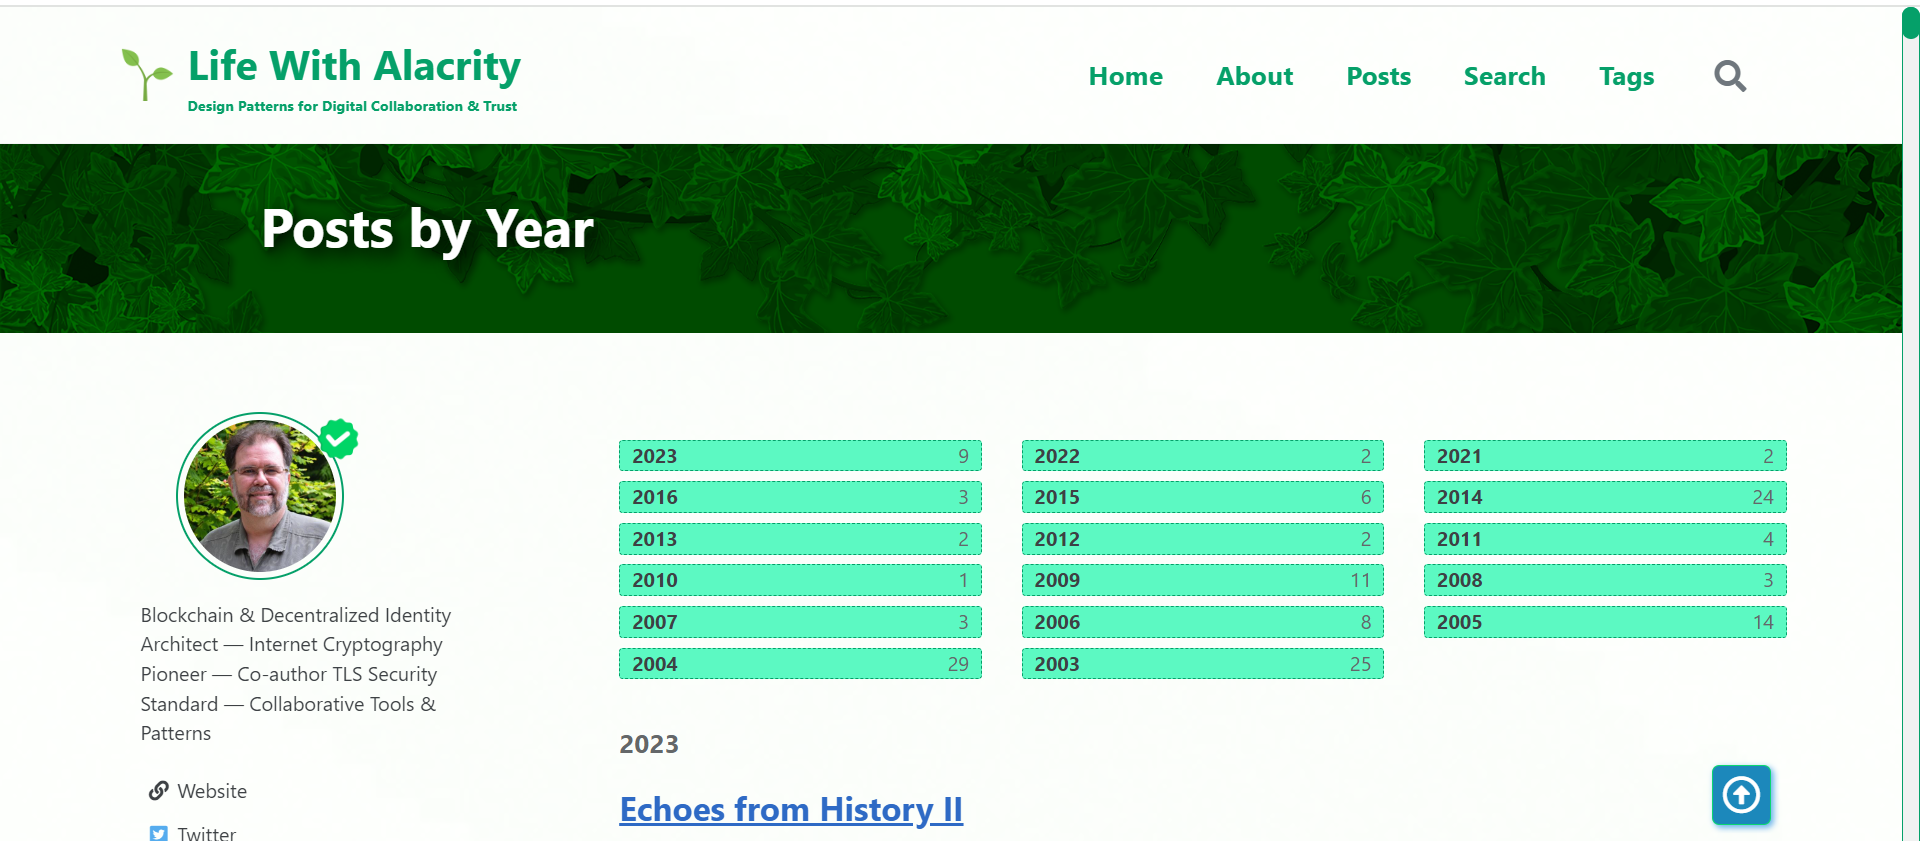 Life With Alacrity
Design Patterns for Digital Collaboration & Trust
Home About Posts Search Tags
Posts by Year
Blockchain & Decentralized Identity
Architect — Internet Cryptography
Pioneer — Co-author TLS Security
Standard — Collaborative Tools &
Patterns
Website
Twitter
2023 9 2022 2 2021 2
2016 3 2015 6 2014 24
2013 2 2012 2 2011 4
2010 1 2009 11 2008 3
2007 3 2006 8 2005 14
2004 29 2003 25
2023
Echoes from History II